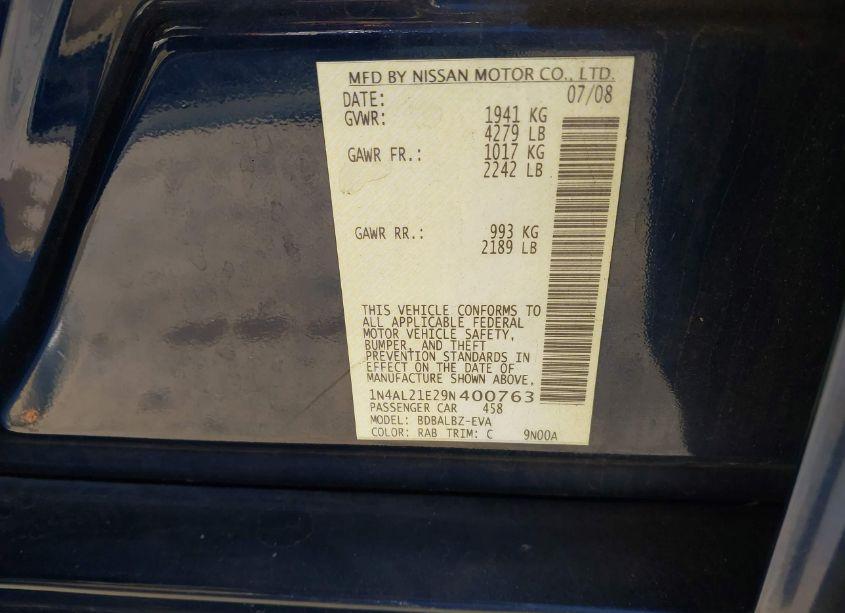 MFD BY NISSAN MOTOR CO., LTD.
DATE: 07/08
GVWR: 1941 KG
4279 LB
GAWR FR.: 1017 KG
2242 LB
GAWR RR.: 993 KG
2189 LB
THIS VEHICLE CONFORMS TO
ALL APPLICABLE FEDERAL
MOTOR VEHICLE SAFETY,
BUMPER, AND THEFT
PREVENTION STANDARDS IN
EFFECT ON THE DATE OF
MANUFACTURE SHOWN ABOVE,
1N4AL21E29N400763
PASSENGER CAR 458
MODEL: BDBALBZ-EVA
COLOR: RAB TRIM: C 9N00A